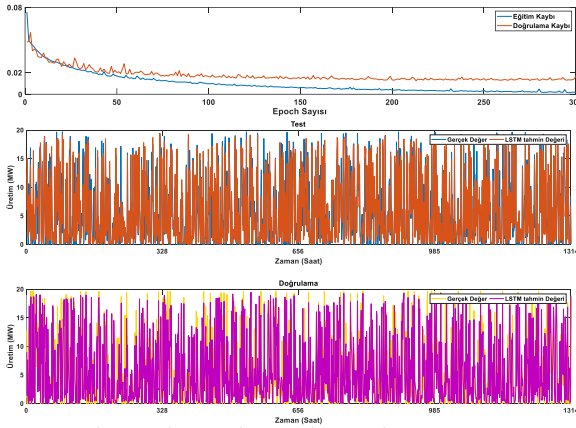 0.08
Eğitim Kaybı
Doğrulama Kaybı
0.02
0
0 50 100 150 200 250 300
Epoch Sayısı
Test
20
Gerçek Değer LSTM tahmin Değeri
15
10
5
0
Üretim (MW)
0 328 656 985 1314
Zaman (Saat)
Doğrulama
20
Gerçek Değer LSTM tahmin Değeri
15
10
5
0
Üretim (MW)
0 328 656 985 1314
Zaman (Saat)